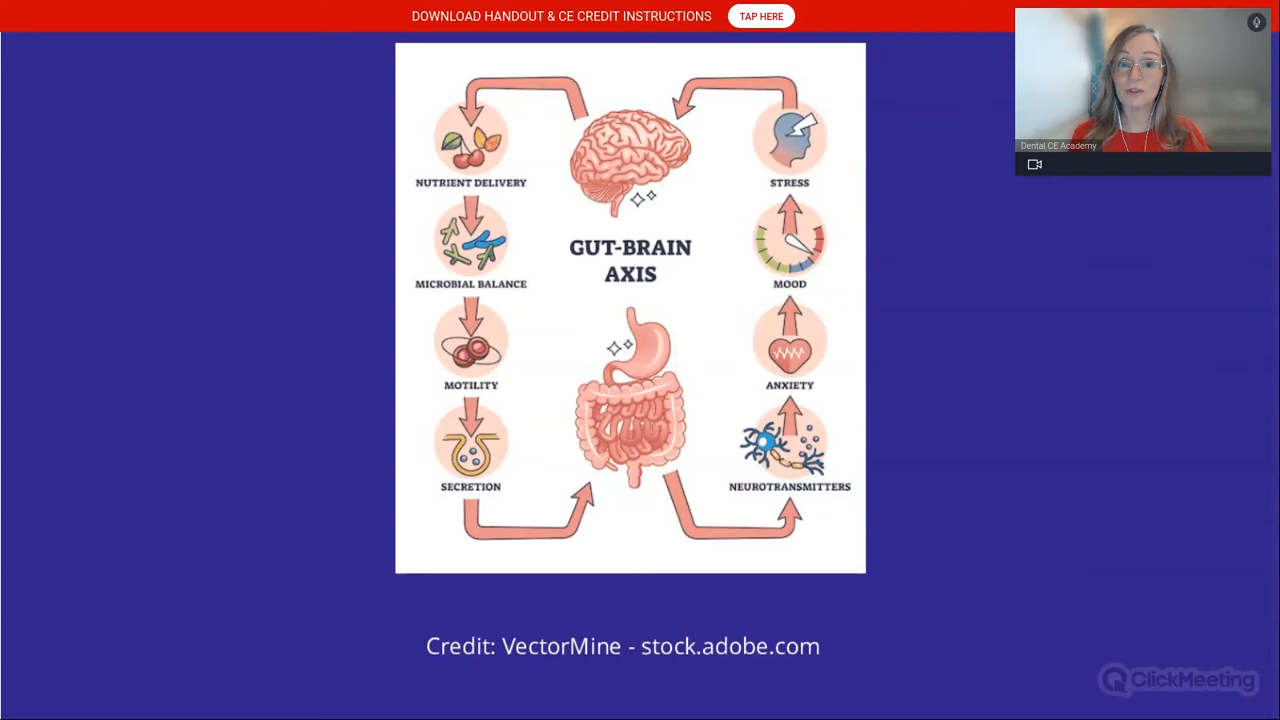 DOWNLOAD HANDOUT & CE CREDIT INSTRUCTIONS
TAP HERE
Dental CE Academy
NUTRIENT DELIVERY
STRESS
GUT-BRAIN
AXIS
MICROBIAL BALANCE
MOOD
MOTILITY
ANXIETY
SECRETION
NEUROTRANSMITTERS
Credit: VectorMine - stock.adobe.com
ClickMeeting